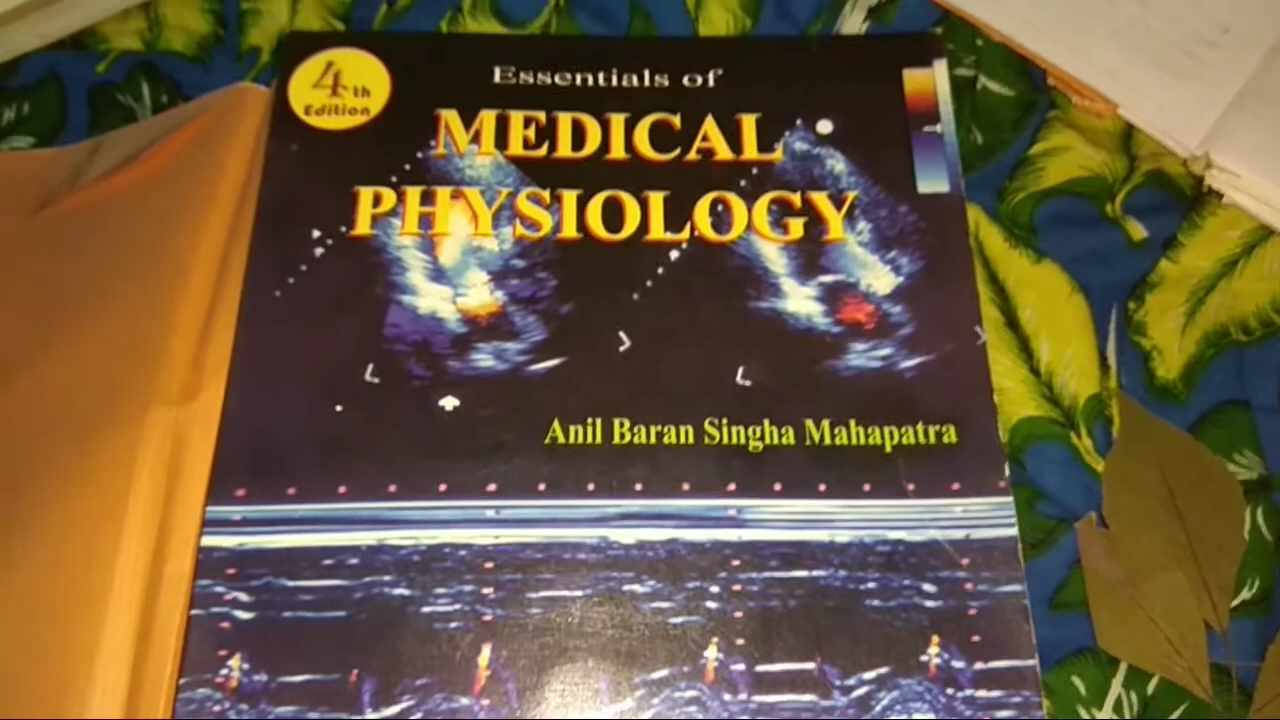 4th
Edition
Essentials of
MEDICAL
PHYSIOLOGY
Anil Baran Singha Mahapatra